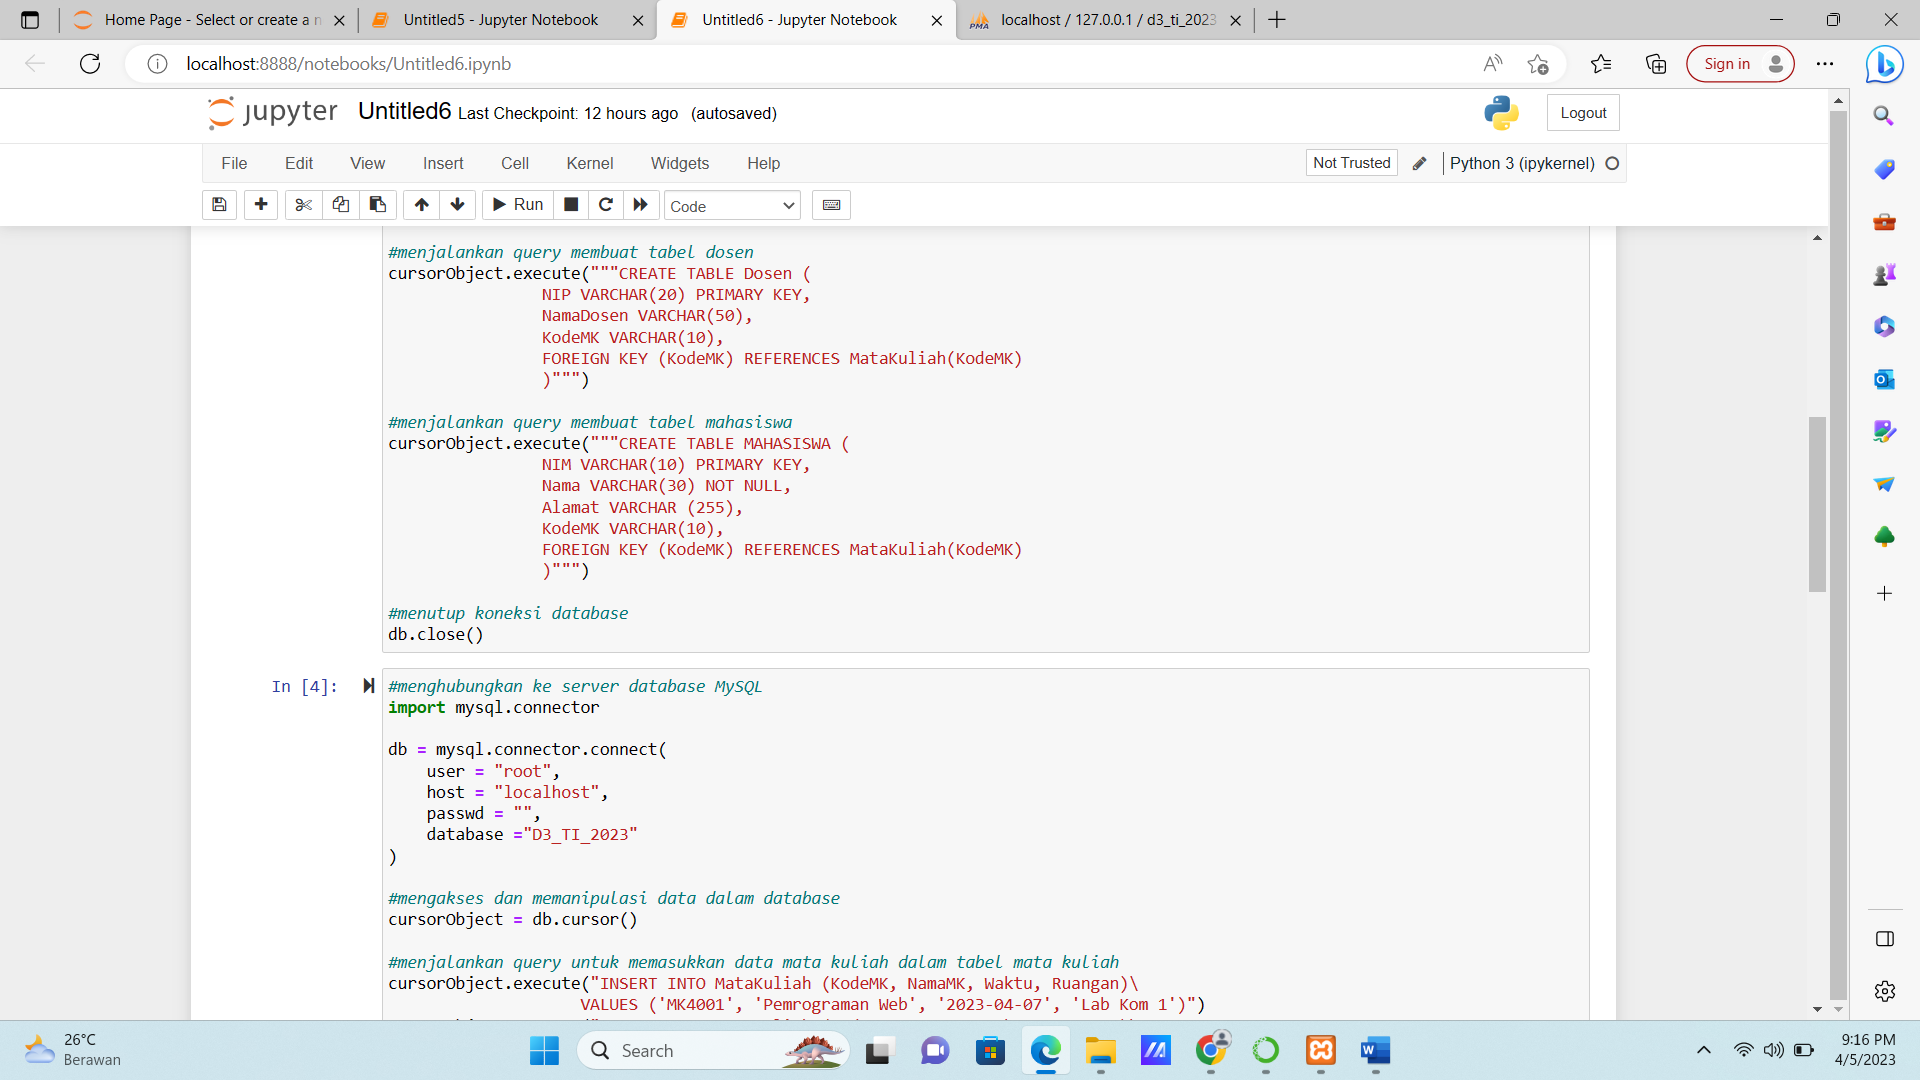 Home Page - Select or create a n
Untitled5 - Jupyter Notebook
Untitled6 - Jupyter Notebook
PMA
localhost / 127.0.0.1 / d3_ti_2023
localhost:8888/notebooks/Untitled6.ipynb
Sign in
jupyter Untitled6 Last Checkpoint: 12 hours ago (autosaved)
Logout
File Edit View Insert Cell Kernel Widgets Help
Not Trusted
Python 3 (ipykernel)
Run
Code
#menjalankan query membuat tabel dosen
cursorObject.execute("""CREATE TABLE Dosen (
NIP VARCHAR(20) PRIMARY KEY,
NamaDosen VARCHAR(50),
KodeMK VARCHAR(10),
FOREIGN KEY (KodeMK) REFERENCES MataKuliah(KodeMK)
)""")
#menjalankan query membuat tabel mahasiswa
cursorObject.execute("""CREATE TABLE MAHASISWA (
NIM VARCHAR(10) PRIMARY KEY,
Nama VARCHAR(30) NOT NULL,
Alamat VARCHAR (255),
KodeMK VARCHAR(10),
FOREIGN KEY (KodeMK) REFERENCES MataKuliah(KodeMK)
)""")
#menutup koneksi database
db.close()
In [4]:
#menghubungkan ke server database MySQL
import mysql.connector
db = mysql.connector.connect(
user = "root",
host = "localhost",
passwd = "",
database ="D3_TI_2023"
)
#mengakses dan memanipulasi data dalam database
cursorObject = db.cursor()
#menjalankan query untuk memasukkan data mata kuliah dalam tabel mata kuliah
cursorObject.execute("INSERT INTO MataKuliah (KodeMK, NamaMK, Waktu, Ruangan)\
VALUES ('MK4001', 'Pemrograman Web', '2023-04-07', 'Lab Kom 1')")
26°C
Berawan
Search
9:16 PM
4/5/2023